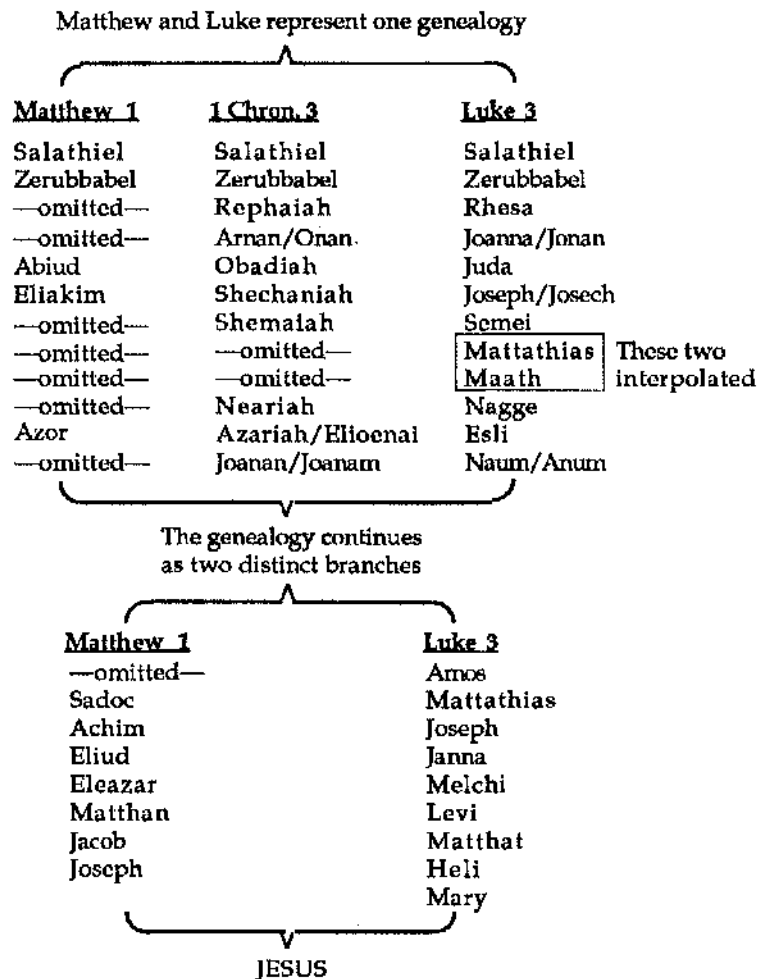 Matthew and Luke represent one genealogy
Matthew 1 1 Chron. 3 Luke 3
Salathiel Salathiel Salathiel
Zerubbabel Zerubbabel Zerubbabel
—omitted— Rephaiah Rhesa
—omitted— Arnan/Onan Joanna/Jonan
Abiud Obadiah Juda
Eliakim Shechaniah Joseph/Josech
—omitted— Shemaiah Semei
—omitted— —omitted— Mattathias These two
—omitted— —omitted— Maath interpolated
—omitted— Neariah Nagge
Azor Azariah/Elioenai Esli
—omitted— Joanan/Joanam Naum/Anum
The genealogy continues
as two distinct branches
Matthew 1 Luke 3
—omitted— Amos
Sadoc Mattathias
Achim Joseph
Eliud Janna
Eleazar Melchi
Matthan Levi
Jacob Matthat
Joseph Heli
Mary
JESUS